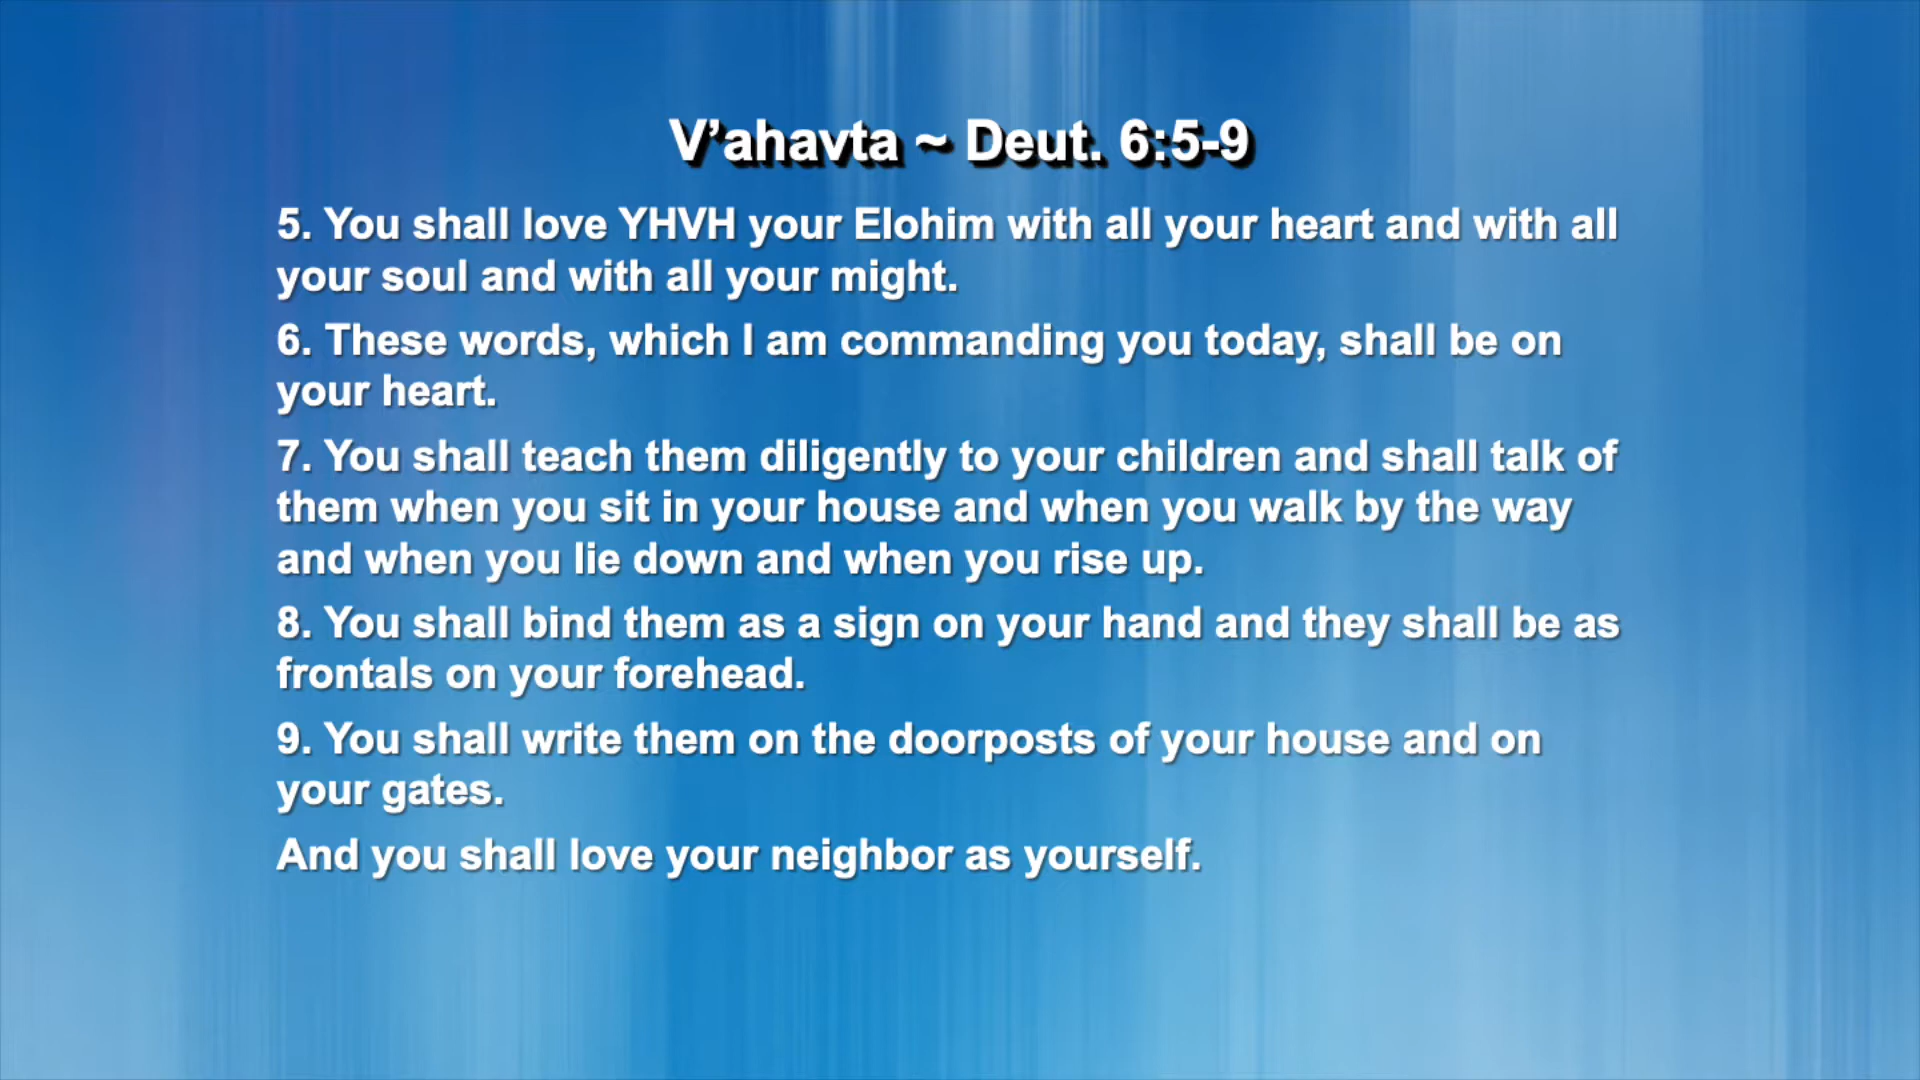 V’ahavta ~ Deut. 6:5-9
5. You shall love YHVH your Elohim with all your heart and with all
your soul and with all your might.
6. These words, which I am commanding you today, shall be on
your heart.
7. You shall teach them diligently to your children and shall talk of
them when you sit in your house and when you walk by the way
and when you lie down and when you rise up.
8. You shall bind them as a sign on your hand and they shall be as
frontals on your forehead.
9. You shall write them on the doorposts of your house and on
your gates.
And you shall love your neighbor as yourself.